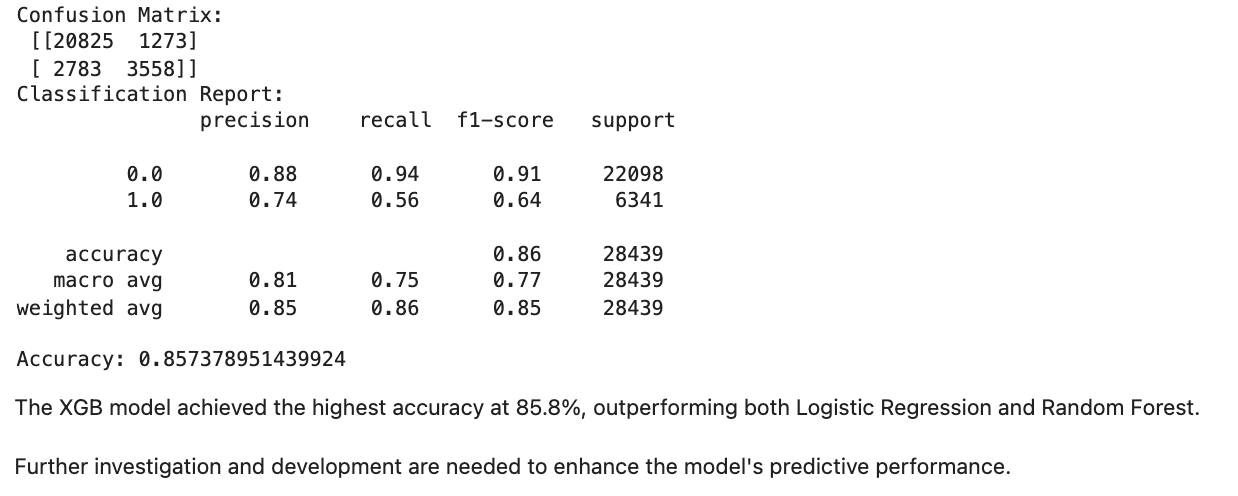 Confusion Matrix:
[[20825  1273]
[ 2783  3558]]
Classification Report:
precision    recall  f1-score   support
0.0       0.88      0.94      0.91     22098
1.0       0.74      0.56      0.64      6341
accuracy                           0.86     28439
macro avg       0.81      0.75      0.77     28439
weighted avg       0.85      0.86      0.85     28439
Accuracy: 0.857378951439924
The XGB model achieved the highest accuracy at 85.8%, outperforming both Logistic Regression and Random Forest.
Further investigation and development are needed to enhance the model's predictive performance.